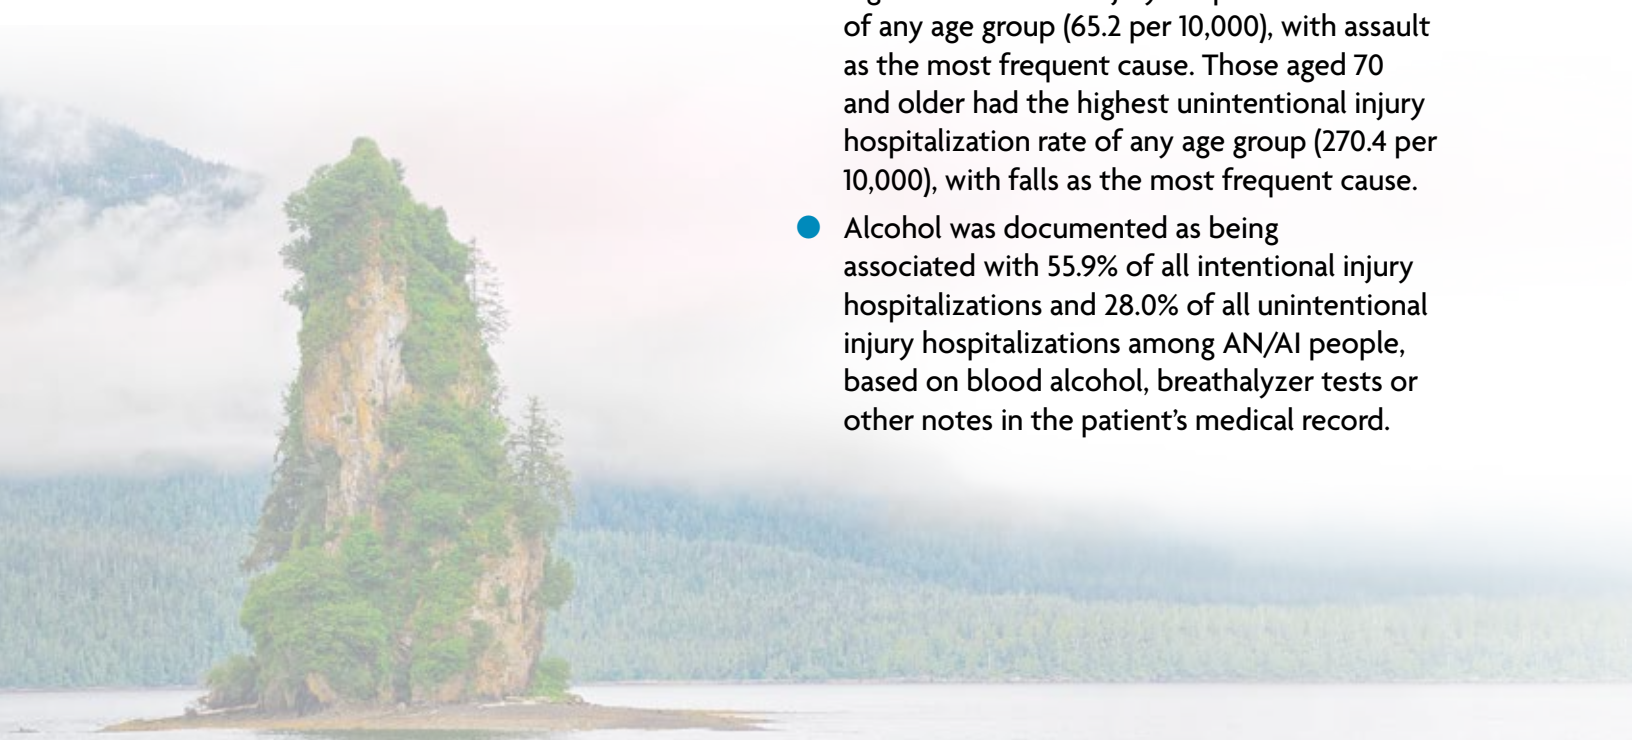 of any age group (65.2 per 10,000), with assault
as the most frequent cause. Those aged 70
and older had the highest unintentional injury
hospitalization rate of any age group (270.4 per
10,000), with falls as the most frequent cause.
Alcohol was documented as being
associated with 55.9% of all intentional injury
hospitalizations and 28.0% of all unintentional
injury hospitalizations among AN/AI people,
based on blood alcohol, breathalyzer tests or
other notes in the patient’s medical record.